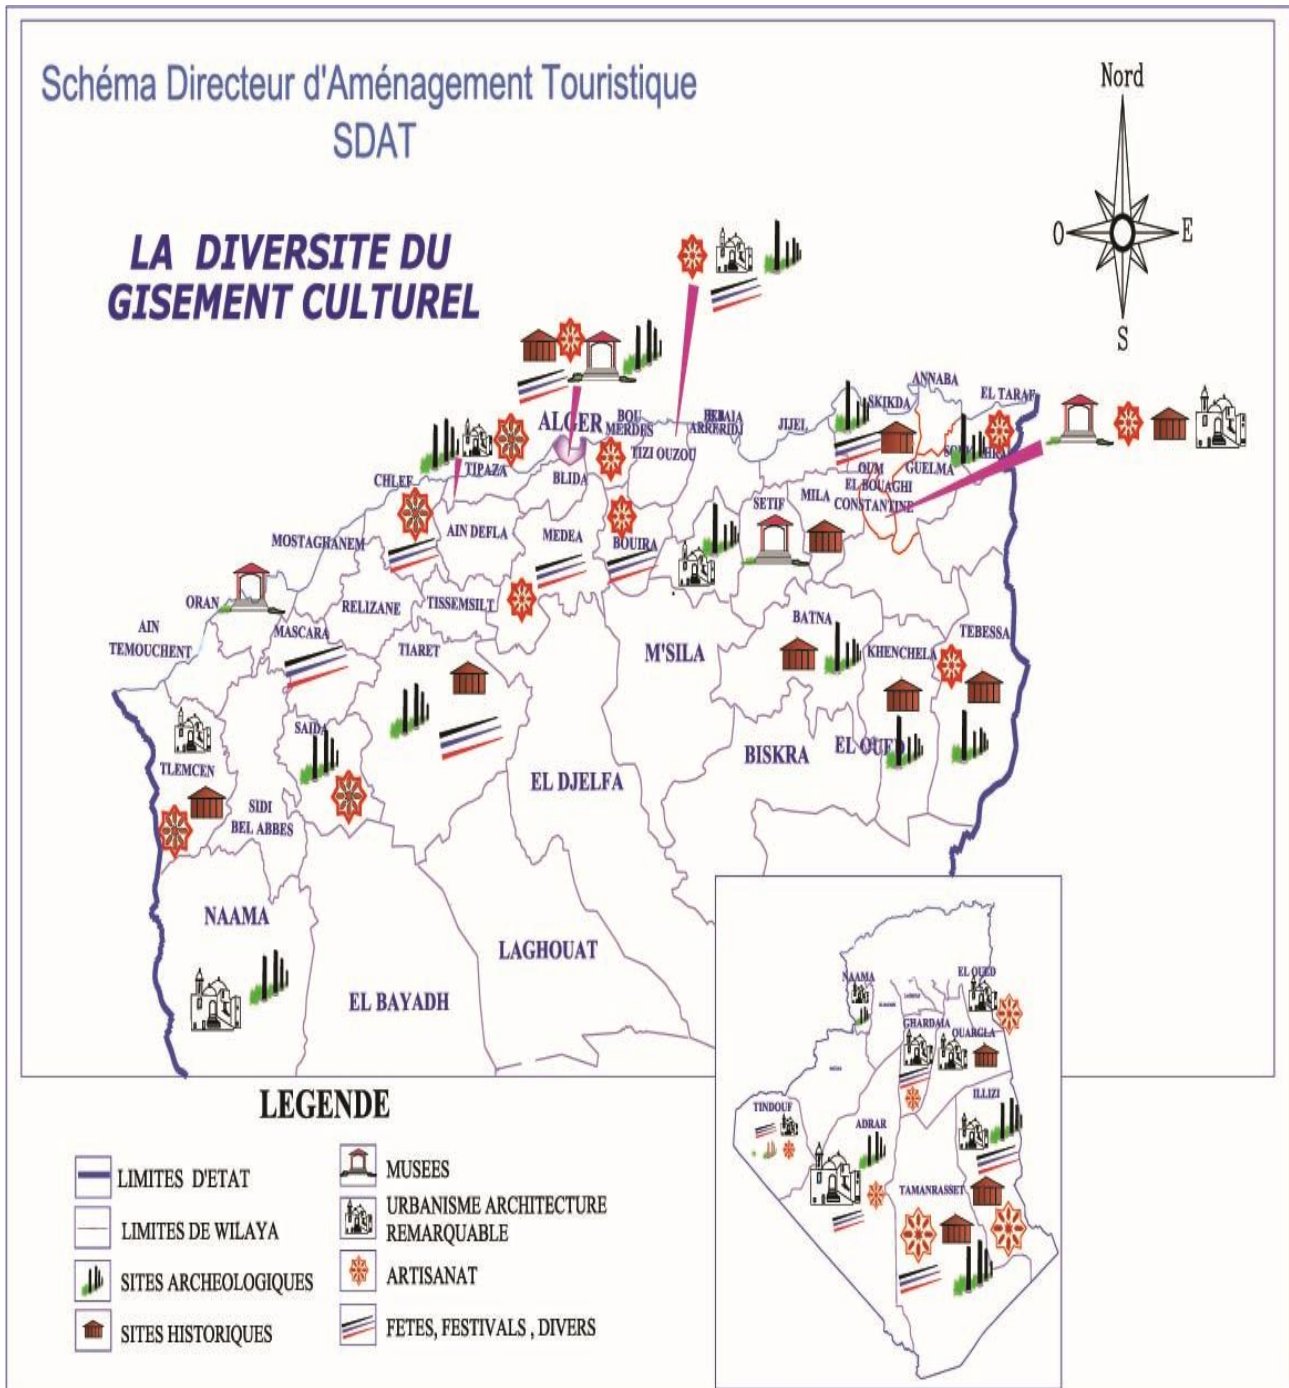 Schéma Directeur d'Aménagement Touristique
SDAT
LA DIVERSITE DU
GISEMENT CULTUREL
Nord
O
E
S
ALGER
BOU
MERDES
TIZI OUZOU
ARRERIDJ
JIJEL
SKIKDA
ANNABA
EL TARAF
GUELMA
OUM
EL BOUAGHI
CONSTANTINE
MILA
SETIF
TIPAZA
BLIDA
CHLEF
AIN DEFLA
MEDEA
BOUIRA
MOSTAGHANEM
ORAN
RELIZANE
TISSEMSILT
AIN
TEMOUCHENT
MASCARA
TIARET
M'SILA
BATNA
KHENCHELA
TEBESSA
SAIDA
TLEMCEN
SIDI
BEL ABBES
EL DJELFA
BISKRA
EL OUED
NAAMA
LAGHOUAT
EL BAYADH
NAAMA
EL OUED
GHARDAIA
OUARGLA
TINDOUF
ADRAR
ILLIZI
TAMANRASSET
LEGENDE
LIMITES D'ETAT
LIMITES DE WILAYA
SITES ARCHEOLOGIQUES
SITES HISTORIQUES
MUSEES
URBANISME ARCHITECTURE
REMARQUABLE
ARTISANAT
FETES, FESTIVALS , DIVERS